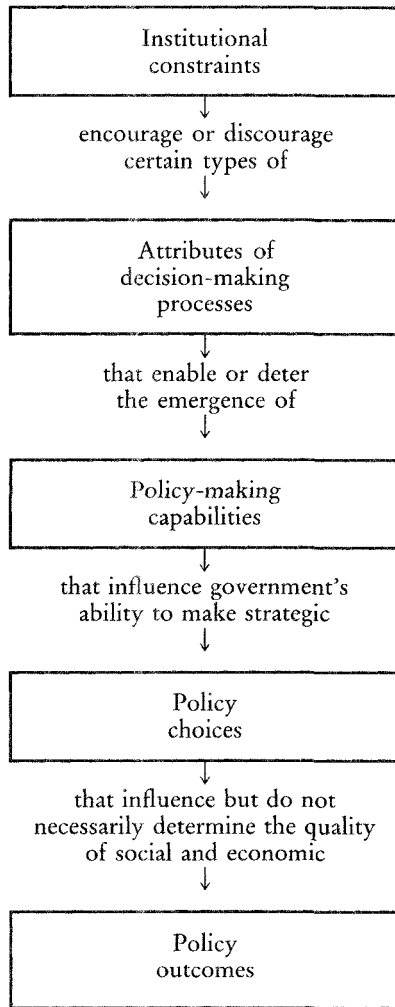 Institutional
constraints
encourage or discourage
certain types of
Attributes of
decision-making
processes
that enable or deter
the emergence of
Policy-making
capabilities
that influence government's
ability to make strategic
Policy
choices
that influence but do not
necessarily determine the quality
of social and economic
Policy
outcomes